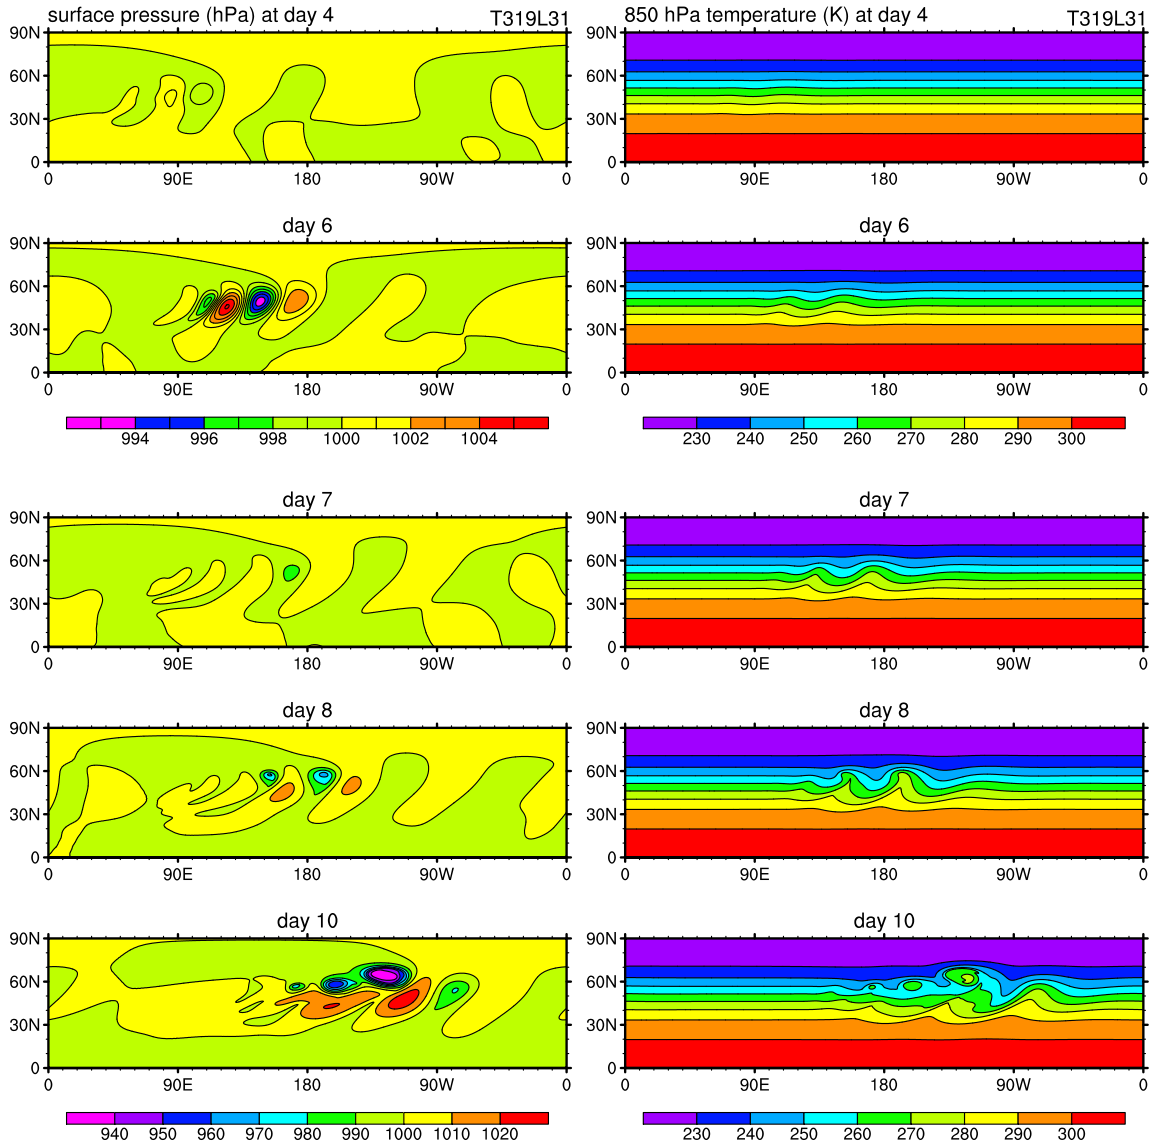 surface pressure (hPa) at day 4 T319L31 850 hPa temperature (K) at day 4 T319L31
90N 90N
60N 60N
30N 30N
0 0
0 90E 180 90W 0 0 90E 180 90W 0
day 6 day 6
90N 90N
60N 60N
30N 30N
0 0
0 90E 180 90W 0 0 90E 180 90W 0
994 996 998 1000 1002 1004 230 240 250 260 270 280 290 300
day 7 day 7
90N 90N
60N 60N
30N 30N
0 0
0 90E 180 90W 0 0 90E 180 90W 0
day 8 day 8
90N 90N
60N 60N
30N 30N
0 0
0 90E 180 90W 0 0 90E 180 90W 0
day 10 day 10
90N 90N
60N 60N
30N 30N
0 0
0 90E 180 90W 0 0 90E 180 90W 0
940 950 960 970 980 990 1000 1010 1020 230 240 250 260 270 280 290 300